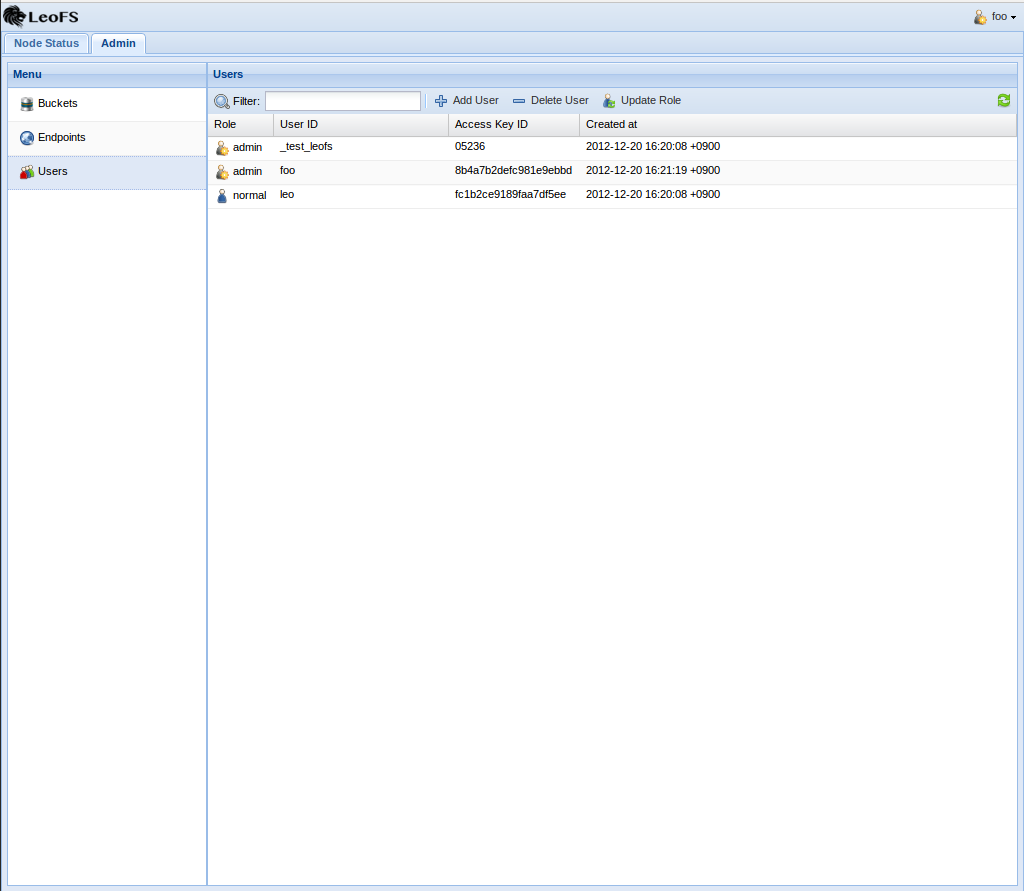 LeoFS
foo
Node Status Admin
Menu
Buckets
Endpoints
Users
Users
Filter: Add User Delete User Update Role
Role User ID Access Key ID Created at
admin _test_leofs 05236 2012-12-20 16:20:08 +0900
admin foo 8b4a7b2defc981e9ebbd 2012-12-20 16:21:19 +0900
normal leo fc1b2ce9189faa7df5ee 2012-12-20 16:20:08 +0900